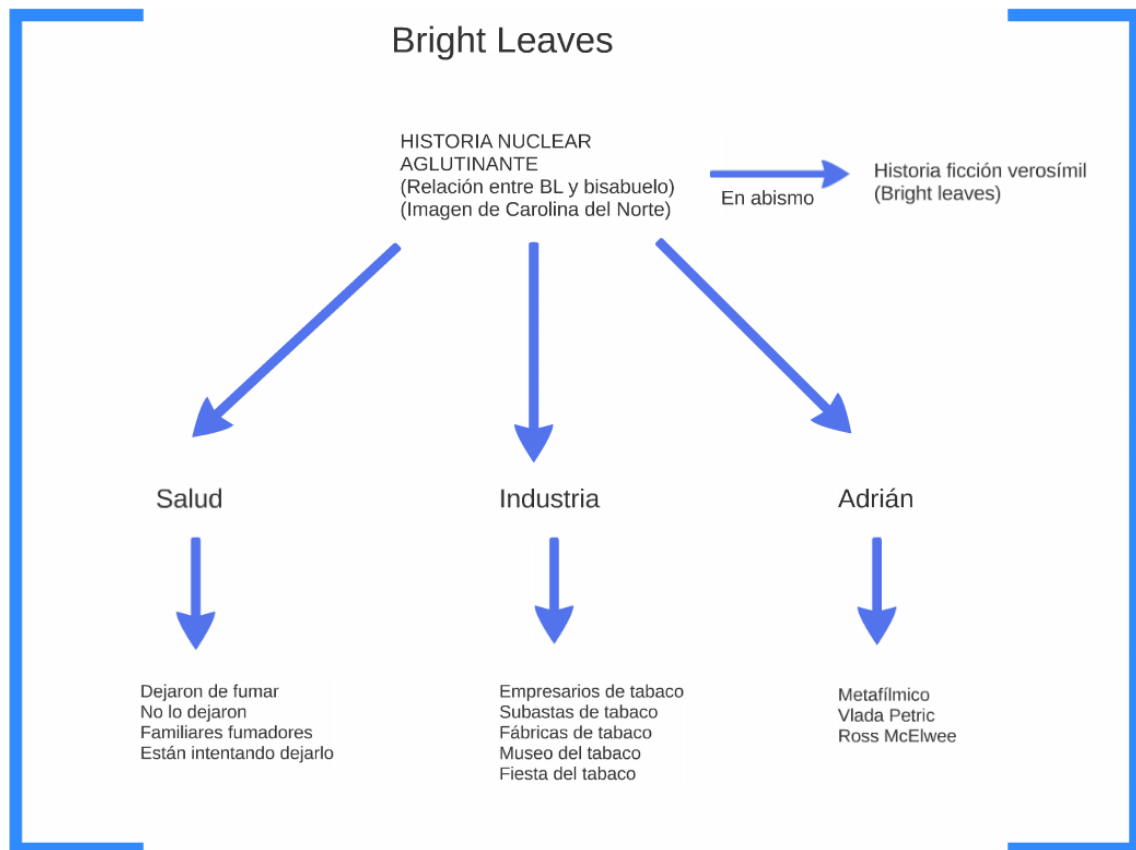 Bright Leaves
HISTORIA NUCLEAR
AGLUTINANTE
(Relación entre BL y bisabuelo)
(Imagen de Carolina del Norte)
En abismo
Historia ficción verosímil
(Bright leaves)
Salud
Industria
Adrián
Dejaron de fumar
No lo dejaron
Familiares fumadores
Están intentando dejarlo
Empresarios de tabaco
Subastas de tabaco
Fábricas de tabaco
Museo del tabaco
Fiesta del tabaco
Metafílmico
Vlada Petric
Ross McElwee